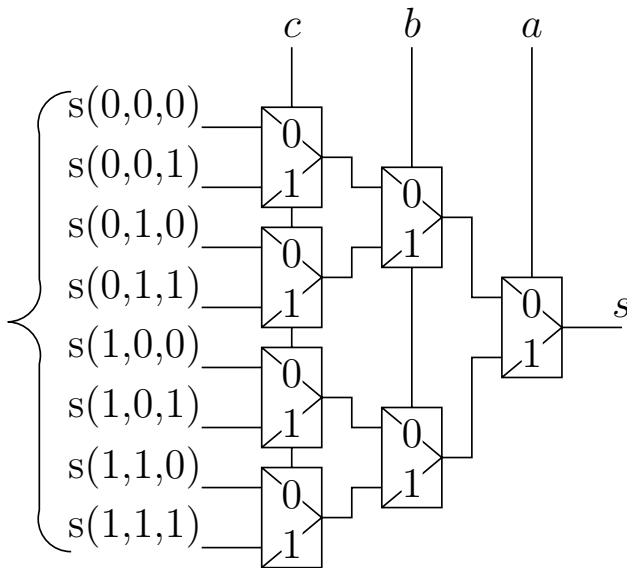 c b a
s(0,0,0)
0
s(0,0,1)
1
0
s(0,1,0)
0
1
s(0,1,1)
1
0
s
s(1,0,0)
0
1
s(1,0,1)
1
0
s(1,1,0)
0
1
s(1,1,1)
1